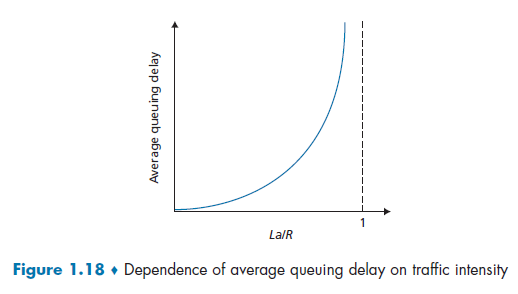 Average queuing delay
1
La/R
Figure 1.18 ♦ Dependence of average queuing delay on traffic intensity